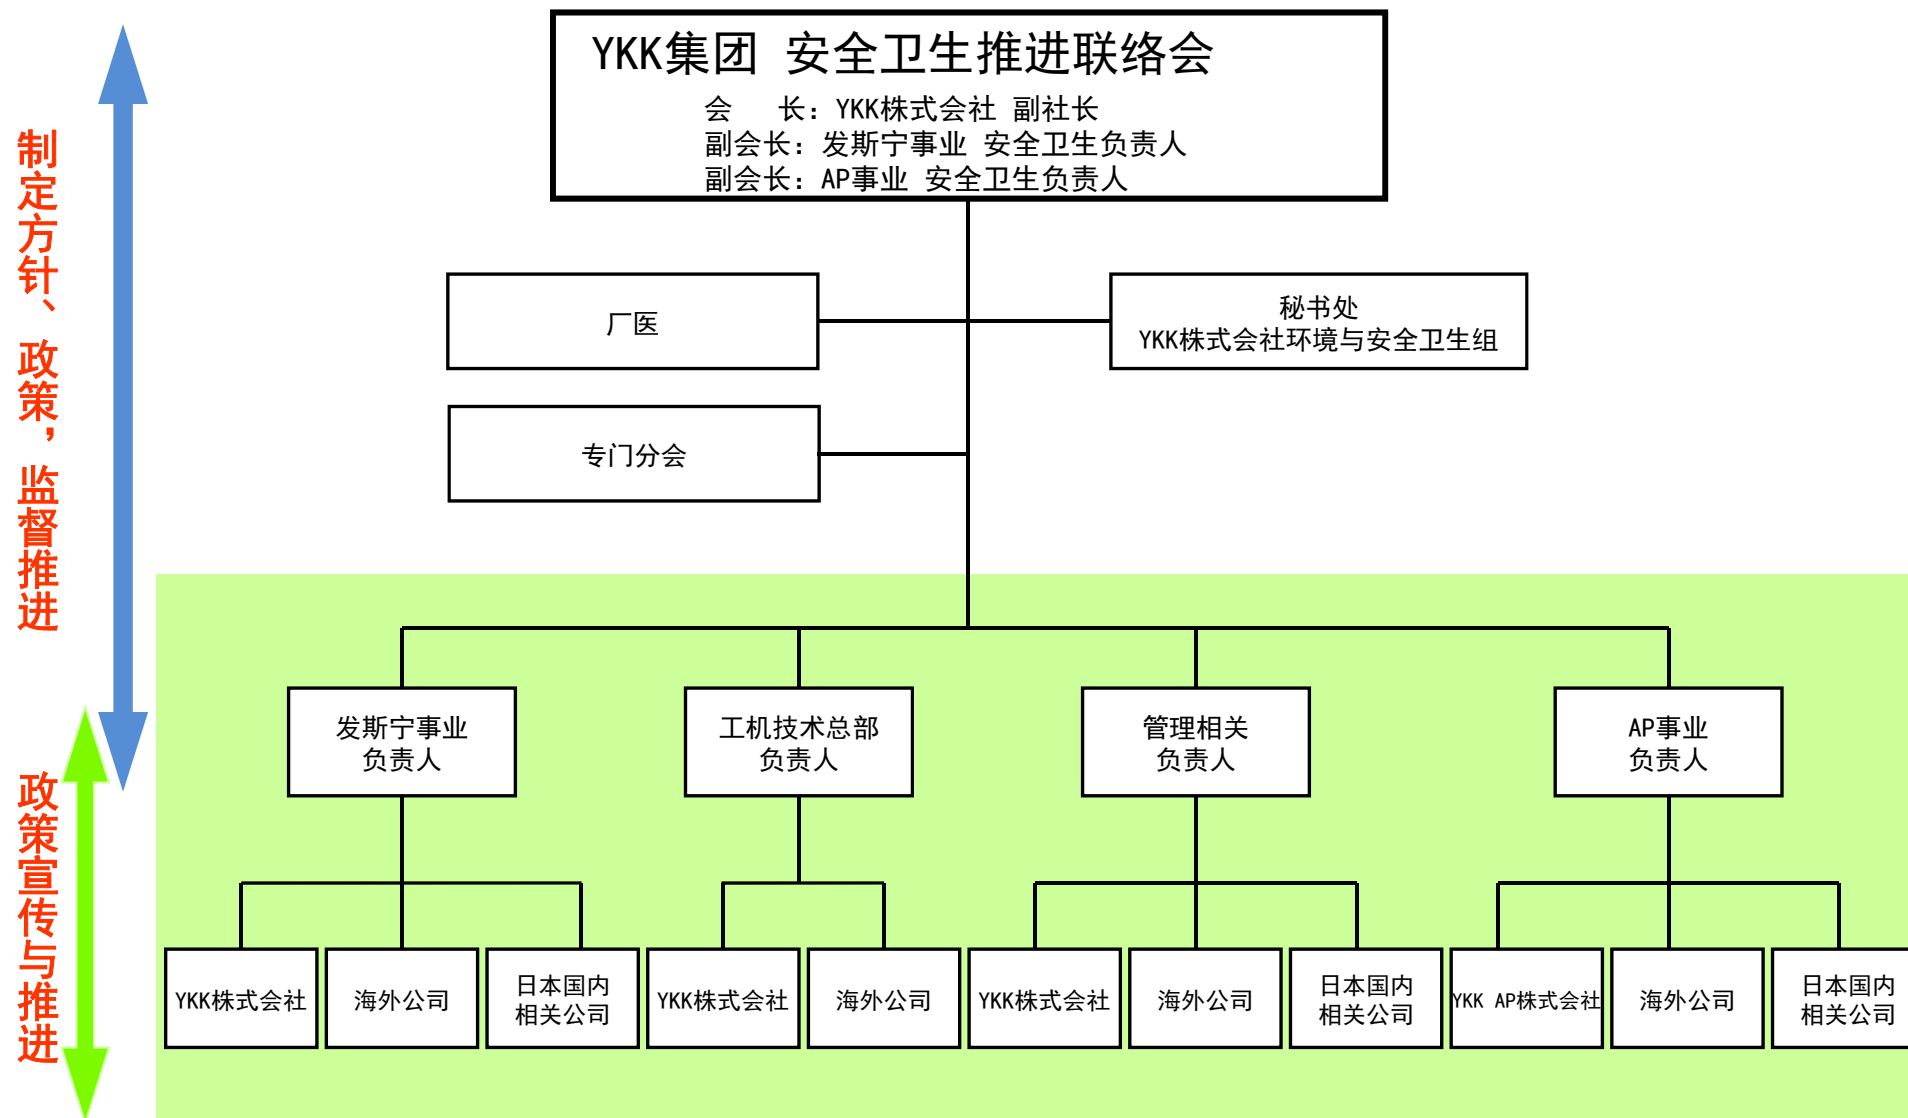 YKK集团 安全卫生推进联络会
会 长：YKK株式会社 副社长
副会长：发斯宁事业 安全卫生负责人
副会长：AP事业 安全卫生负责人
制定方针、政策，监督推进
厂医
秘书处
YKK株式会社环境与安全卫生组
专门分会
发斯宁事业
负责人
工机技术总部
负责人
管理相关
负责人
AP事业
负责人
政策宣传与推进
YKK株式会社
海外公司
日本国内
相关公司
YKK株式会社
海外公司
YKK株式会社
海外公司
日本国内
相关公司
YKK AP株式会社
海外公司
日本国内
相关公司